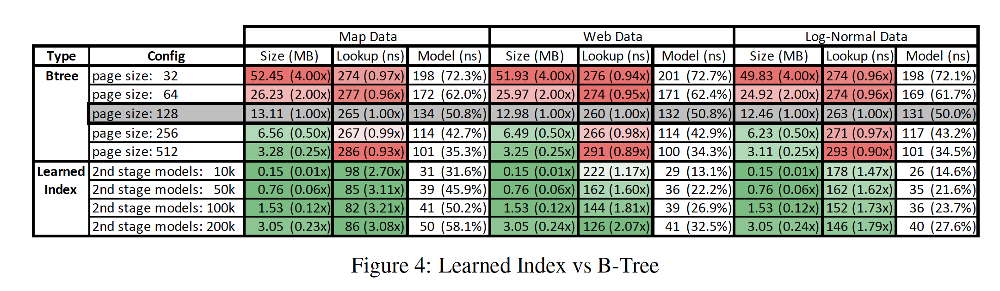 Map Data Web Data Log-Normal Data
Type Config Size (MB) Lookup (ns) Model (ns) Size (MB) Lookup (ns) Model (ns) Size (MB) Lookup (ns) Model (ns)
Btree page size: 32 52.45 (4.00x) 274 (0.97x) 198 (72.3%) 51.93 (4.00x) 276 (0.94x) 201 (72.7%) 49.83 (4.00x) 274 (0.96x) 198 (72.1%)
page size: 64 26.23 (2.00x) 277 (0.96x) 172 (62.0%) 25.97 (2.00x) 274 (0.95x) 171 (62.4%) 24.92 (2.00x) 274 (0.96x) 169 (61.7%)
page size: 128 13.11 (1.00x) 265 (1.00x) 134 (50.8%) 12.98 (1.00x) 260 (1.00x) 132 (50.8%) 12.46 (1.00x) 263 (1.00x) 131 (50.0%)
page size: 256 6.56 (0.50x) 267 (0.99x) 114 (42.7%) 6.49 (0.50x) 266 (0.98x) 114 (42.9%) 6.23 (0.50x) 271 (0.97x) 117 (43.2%)
page size: 512 3.28 (0.25x) 286 (0.93x) 101 (35.3%) 3.25 (0.25x) 291 (0.89x) 100 (34.3%) 3.11 (0.25x) 293 (0.90x) 101 (34.5%)
Learned 2nd stage models: 10k 0.15 (0.01x) 98 (2.70x) 31 (31.6%) 0.15 (0.01x) 222 (1.17x) 29 (13.1%) 0.15 (0.01x) 178 (1.47x) 26 (14.6%)
Index 2nd stage models: 50k 0.76 (0.06x) 85 (3.11x) 39 (45.9%) 0.76 (0.06x) 162 (1.60x) 36 (22.2%) 0.76 (0.06x) 162 (1.62x) 35 (21.6%)
2nd stage models: 100k 1.53 (0.12x) 82 (3.21x) 41 (50.2%) 1.53 (0.12x) 144 (1.81x) 39 (26.9%) 1.53 (0.12x) 152 (1.73x) 36 (23.7%)
2nd stage models: 200k 3.05 (0.23x) 86 (3.08x) 50 (58.1%) 3.05 (0.24x) 126 (2.07x) 41 (32.5%) 3.05 (0.24x) 146 (1.79x) 40 (27.6%)
Figure 4: Learned Index vs B-Tree